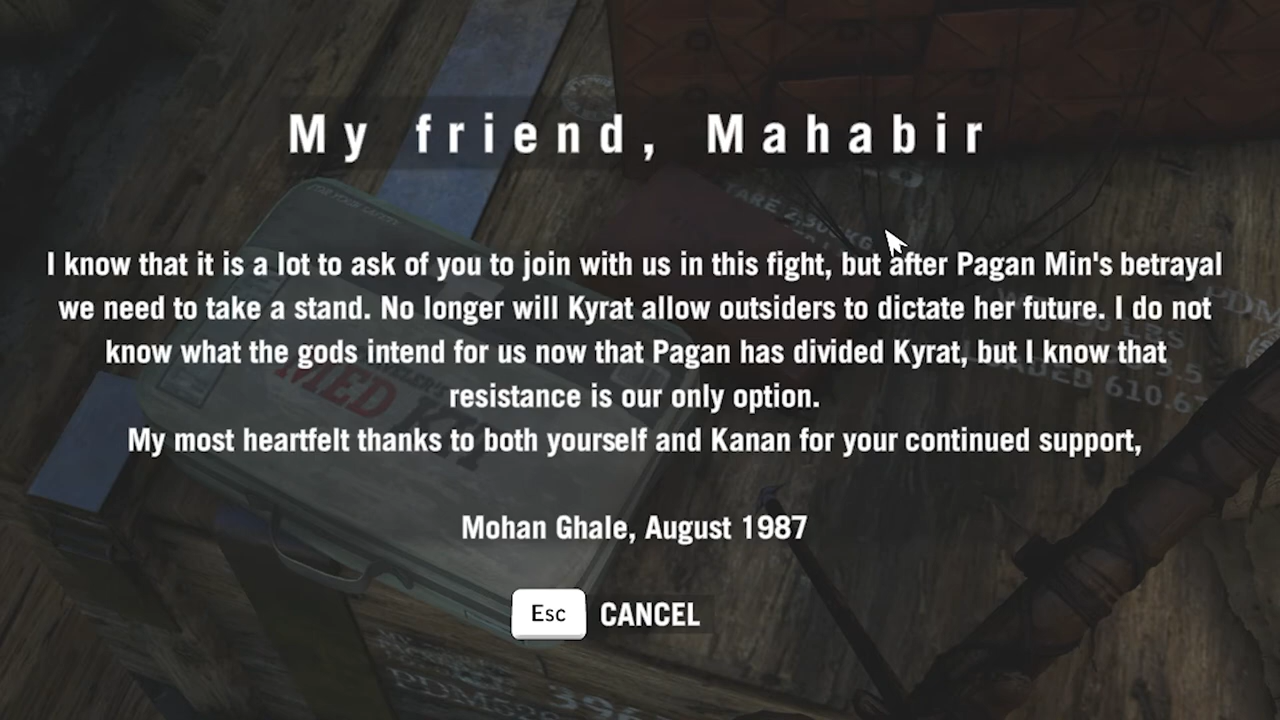 My friend, Mahabir
I know that it is a lot to ask of you to join with us in this fight, but after Pagan Min's betrayal
we need to take a stand. No longer will Kyrat allow outsiders to dictate her future. I do not
know what the gods intend for us now that Pagan has divided Kyrat, but I know that
resistance is our only option.
My most heartfelt thanks to both yourself and Kanan for your continued support,
Mohan Ghale, August 1987
Esc CANCEL
MED KIT